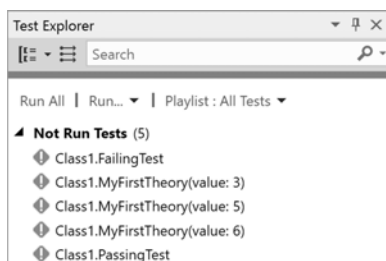 Test Explorer
Search
Run All | Run... | Playlist : All Tests
Not Run Tests (5)
Class1.FailingTest
Class1.MyFirstTheory(value: 3)
Class1.MyFirstTheory(value: 5)
Class1.MyFirstTheory(value: 6)
Class1.PassingTest